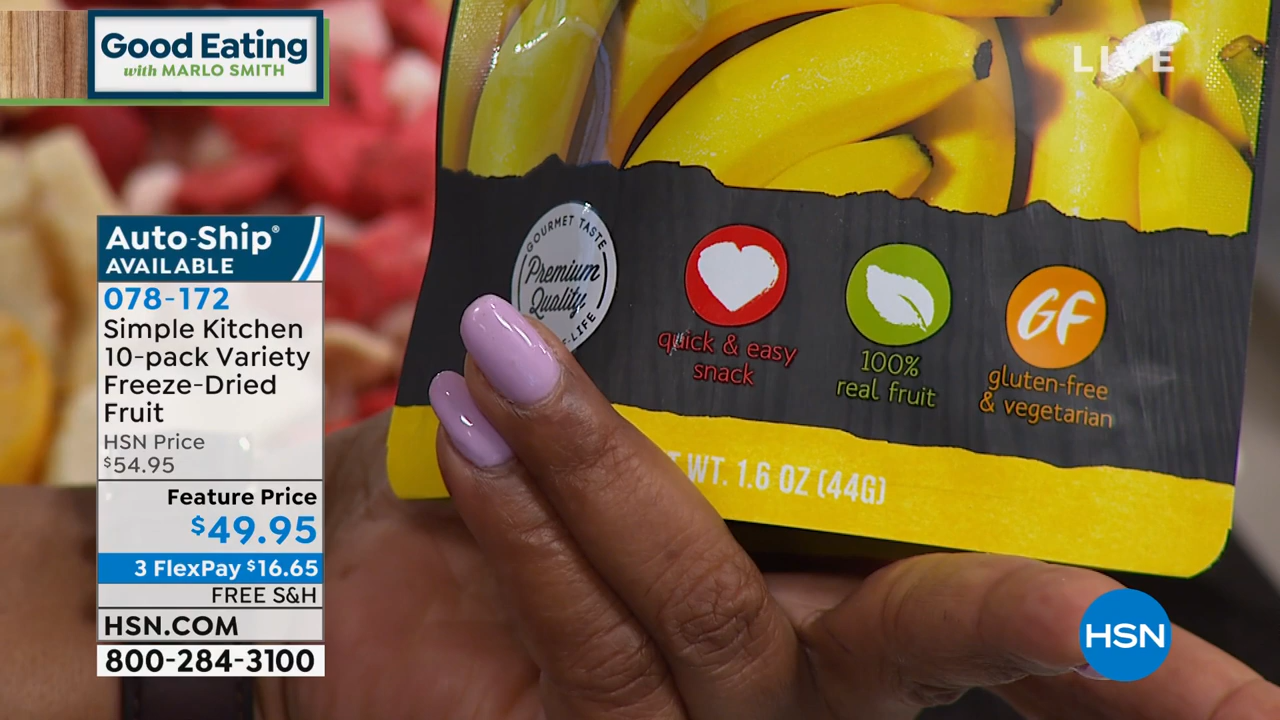 Good Eating
with MARLO SMITH
LIVE
Auto-Ship®
AVAILABLE
078-172
Simple Kitchen
10-pack Variety
Freeze-Dried
Fruit
HSN Price
$54.95
Feature Price
$49.95
3 FlexPay $16.65
FREE S&H
HSN.COM
800-284-3100
GOURMET TASTE
Premium
Quality
LIFE
quick & easy
snack
100%
real fruit
GF
gluten-free
& vegetarian
WT. 1.6 OZ (44G)
HSN